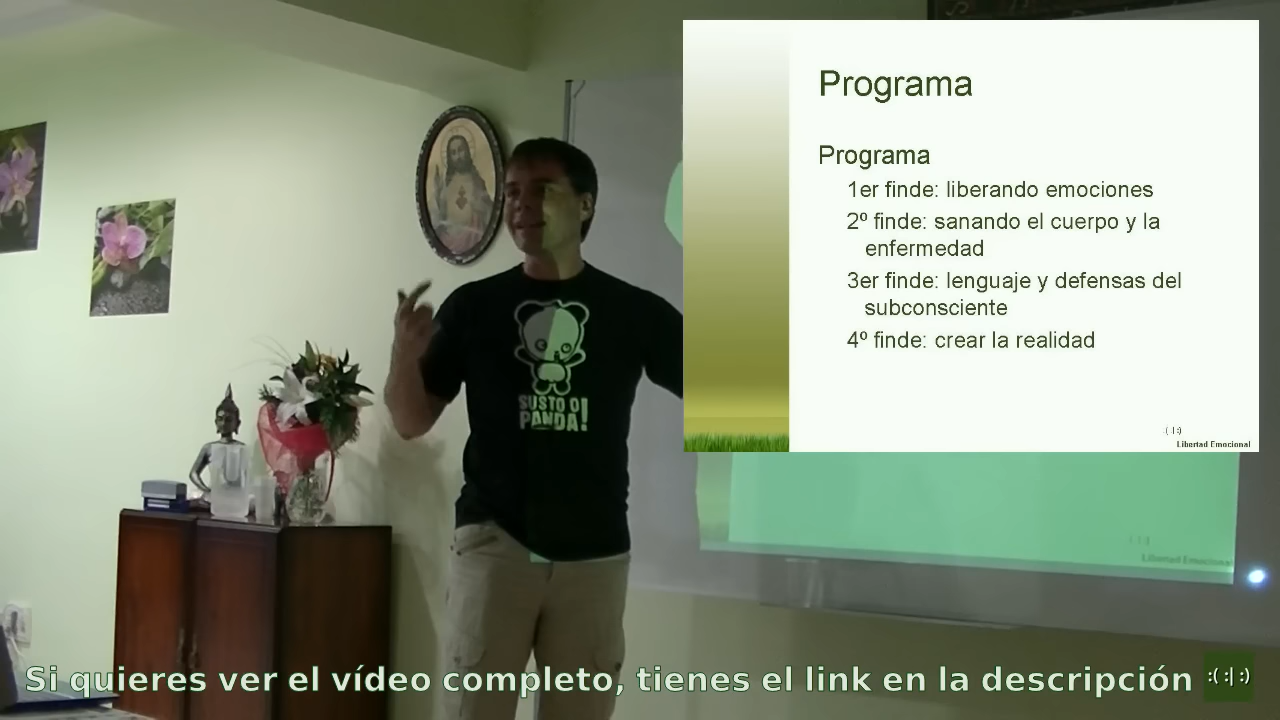 Programa
Programa
1er finde: liberando emociones
2º finde: sanando el cuerpo y la
enfermedad
3er finde: lenguaje y defensas del
subconsciente
4º finde: crear la realidad
:( :| :)
Libertad Emocional
SUSTO O
PANDA!
Libertad Emocional
Si quieres ver el vídeo completo, tienes el link en la descripción :( :| :)